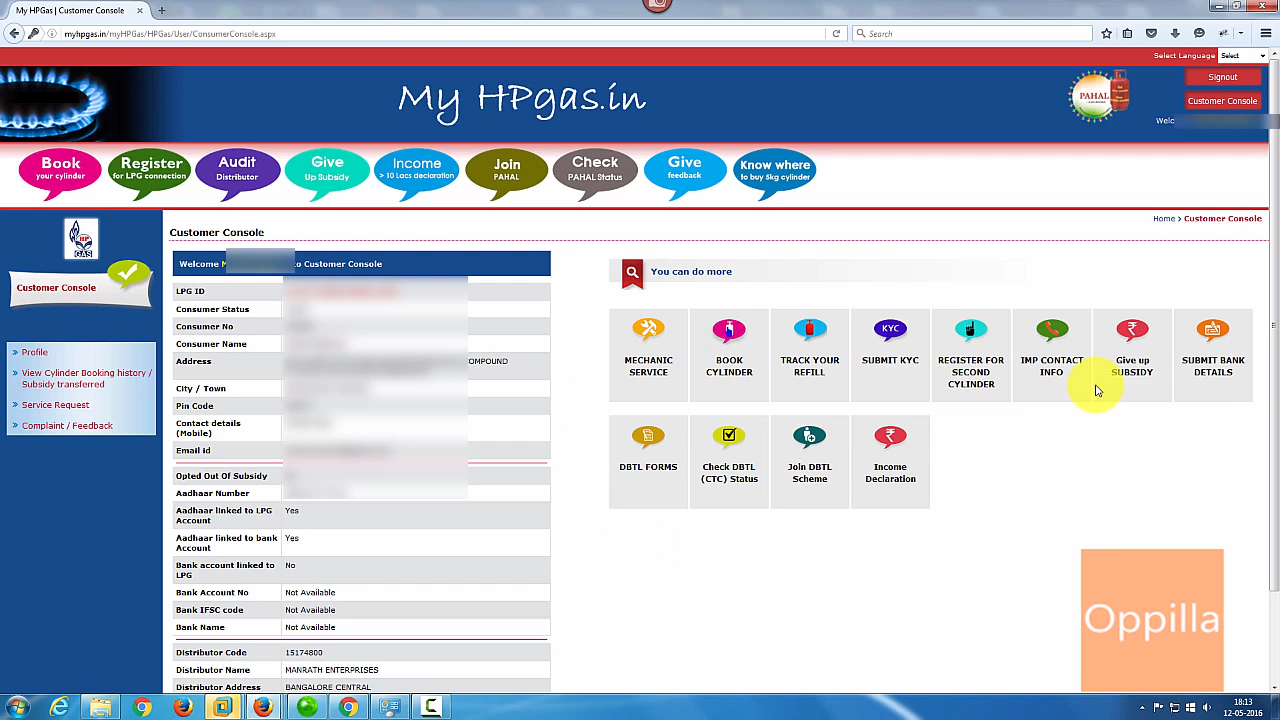 My HPGas | Customer Console
myhpgas.in/myHPGas/HPGas/User/ConsumerConsole.aspx
Search
Select Language
Select
My HPgas.in
PAHAL
Signout
Customer Console
Welc
Book
your cylinder
Register
for LPG connection
Audit
Distributor
Give
Up Subsidy
Income
> 10 Lacs declaration
Join
PAHAL
Check
PAHAL Status
Give
feedback
Know where
to buy 5kg cylinder
Home > Customer Console
HP
GAS
Customer Console
Profile
View Cylinder Booking history /
Subsidy transferred
Service Request
Complaint / Feedback
Customer Console
Welcome to Customer Console
LPG ID
Consumer Status
Consumer No
Consumer Name
Address
OMPOUND
City / Town
Pin Code
Contact details
(Mobile)
Email id
Opted Out Of Subsidy
Aadhaar Number
Aadhaar linked to LPG
Account
Yes
Aadhaar linked to bank
Account
Yes
Bank account linked to
LPG
No
Bank Account No
Not Available
Bank IFSC code
Not Available
Bank Name
Not Available
Distributor Code
15174800
Distributor Name
MANRATH ENTERPRISES
Distributor Address
BANGALORE CENTRAL
You can do more
MECHANIC
SERVICE
BOOK
CYLINDER
TRACK YOUR
REFILL
KYC
SUBMIT KYC
REGISTER FOR
SECOND
CYLINDER
IMP CONTACT
INFO
₹
Give up
SUBSIDY
SUBMIT BANK
DETAILS
DBTL FORMS
Check DBTL
(CTC) Status
Join DBTL
Scheme
₹
Income
Declaration
Oppilla
18:13
12-05-2016